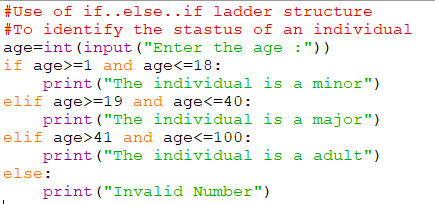 #Use of if..else..if ladder structure
#To identify the stastus of an individual
age=int(input("Enter the age :"))
if age>=1 and age<=18:
    print("The individual is a minor")
elif age>=19 and age<=40:
    print("The individual is a major")
elif age>41 and age<=100:
    print("The individual is a adult")
else:
    print("Invalid Number")